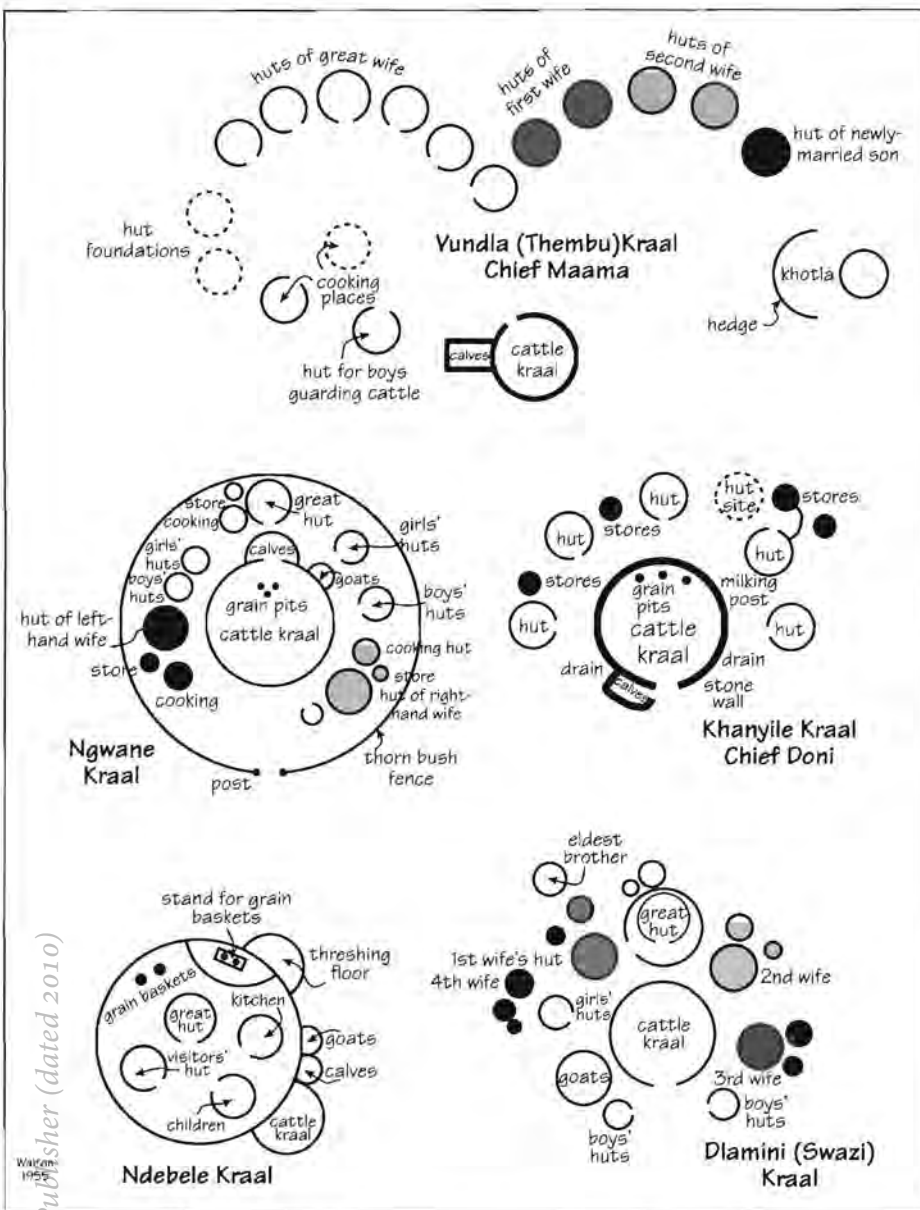 huts of great wife
huts of
first wife
huts of
second wife
hut of newly-
married son
hut
foundations
cooking
places
hut for boys
guarding cattle
Vundla (Thembu)Kraal
Chief Maama
calves
cattle
kraal
khotla
hedge
store
cooking
great
hut
girls'
huts
girls'
huts
boys'
huts
calves
goats
boys'
huts
grain pits
cattle kraal
hut of left-
hand wife
store
cooking
cooking hut
store
hut of right-
hand wife
thorn bush
fence
post
Ngwane
Kraal
hut
stores
hut
hut
site
stores
hut
stores
hut
hut
grain
pits
cattle
kraal
milking
post
drain
calves
drain
stone
wall
Khanyile Kraal
Chief Doni
stand for grain
baskets
threshing
floor
grain baskets
great
hut
kitchen
goats
visitors'
hut
calves
children
cattle
kraal
Ndebele Kraal
eldest
brother
great
hut
1st wife's hut
4th wife
2nd wife
girls'
huts
cattle
kraal
goats
3rd wife
boys'
huts
boys'
huts
Dlamini (Swazi)
Kraal
1955
Publisher (dated 2010)